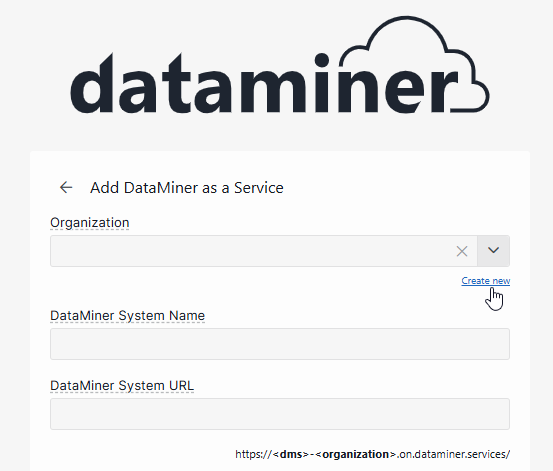 dataminer
Add DataMiner as a Service
Organization
Create new
DataMiner System Name
DataMiner System URL
https://<dms>-<organization>.on.dataminer.services/